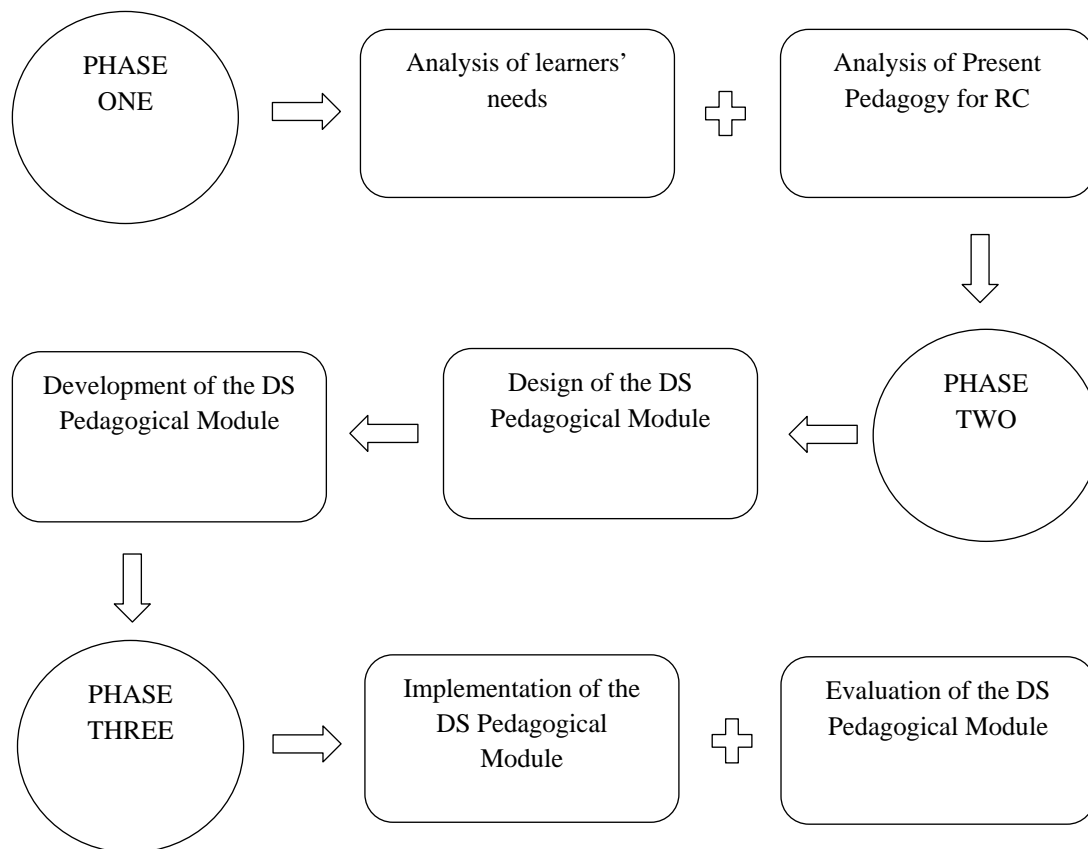 PHASE
ONE
Analysis of learners’
needs
Analysis of Present
Pedagogy for RC
PHASE
TWO
Design of the DS
Pedagogical Module
Development of the DS
Pedagogical Module
PHASE
THREE
Implementation of the
DS Pedagogical
Module
Evaluation of the DS
Pedagogical Module